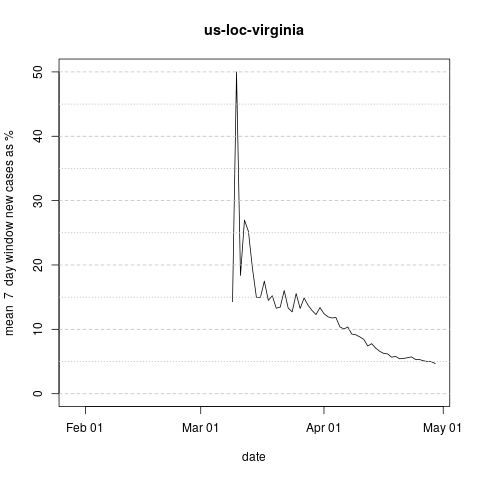 us-loc-virginia
mean 7 day window new cases as %
50
40
30
20
10
0
Feb 01
Mar 01
Apr 01
May 01
date